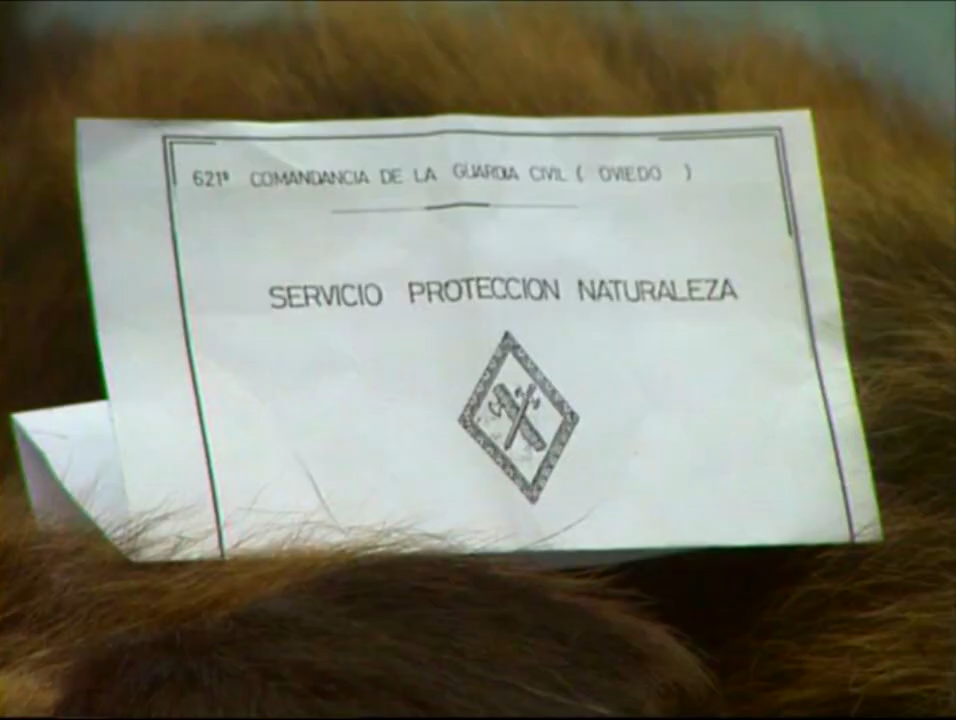 621ª COMANDANCIA DE LA GUARDIA CIVIL ( OVIEDO )
SERVICIO PROTECCION NATURALEZA